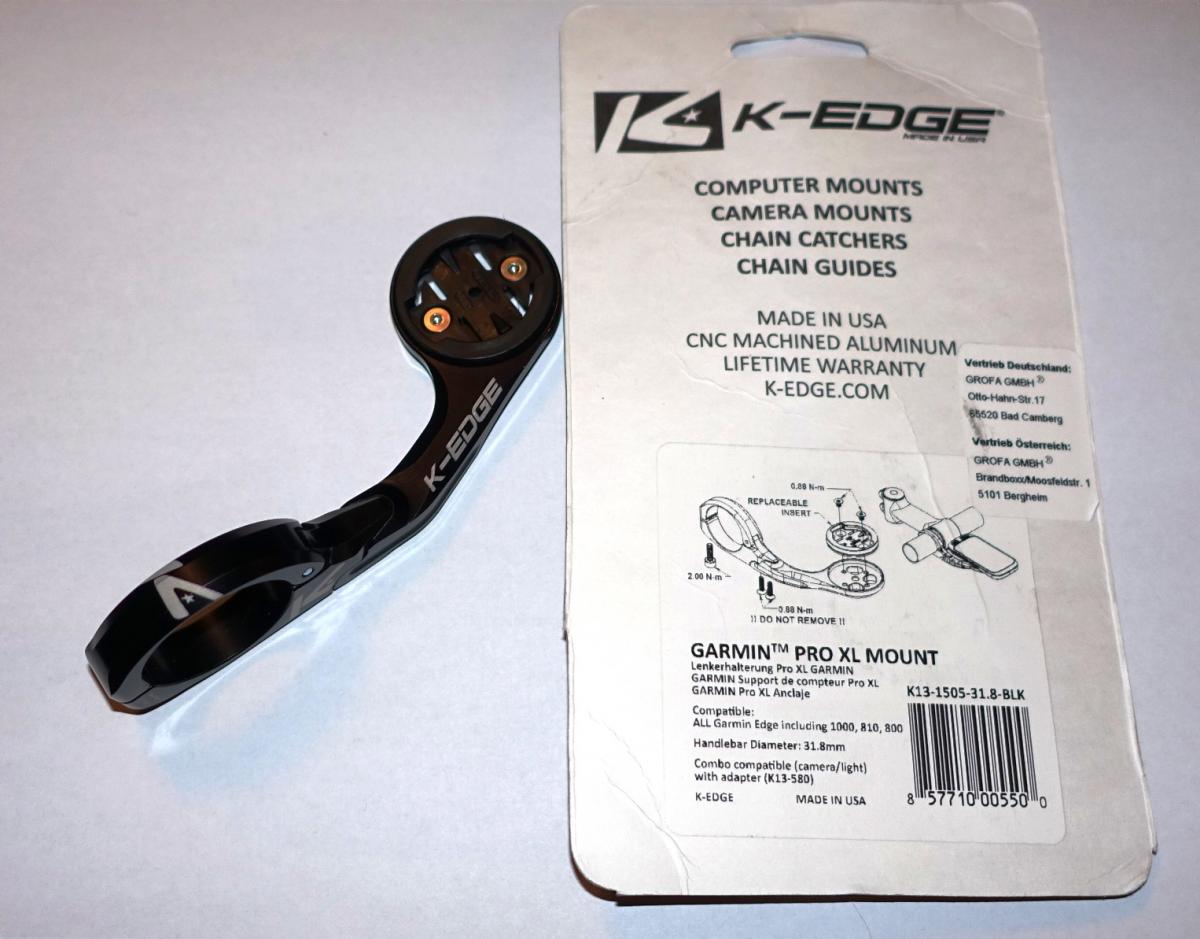 K-EDGE
K-EDGE®
MADE IN USA
COMPUTER MOUNTS
CAMERA MOUNTS
CHAIN CATCHERS
CHAIN GUIDES
MADE IN USA
CNC MACHINED ALUMINUM
LIFETIME WARRANTY
K-EDGE.COM
Vertrieb Deutschland:
GROFA GMBH®
Otto-Hahn-Str.17
65520 Bad Camberg
Vertrieb Österreich:
GROFA GMBH®
Brandboxx/Moosfeldstr. 1
5101 Bergheim
0.88 N-m
REPLACEABLE
INSERT
2.00 N-m
0.88 N-m
!! DO NOT REMOVE !!
GARMIN™ PRO XL MOUNT
Lenkerhalterung Pro XL GARMIN
GARMIN Support de compteur Pro XL
GARMIN Pro XL Anclaje
K13-1505-31.8-BLK
Compatible:
ALL Garmin Edge including 1000, 810, 800
Handlebar Diameter: 31.8mm
Combo compatible (camera/light)
with adapter (K13-580)
K-EDGE MADE IN USA
8 57710 00550 0